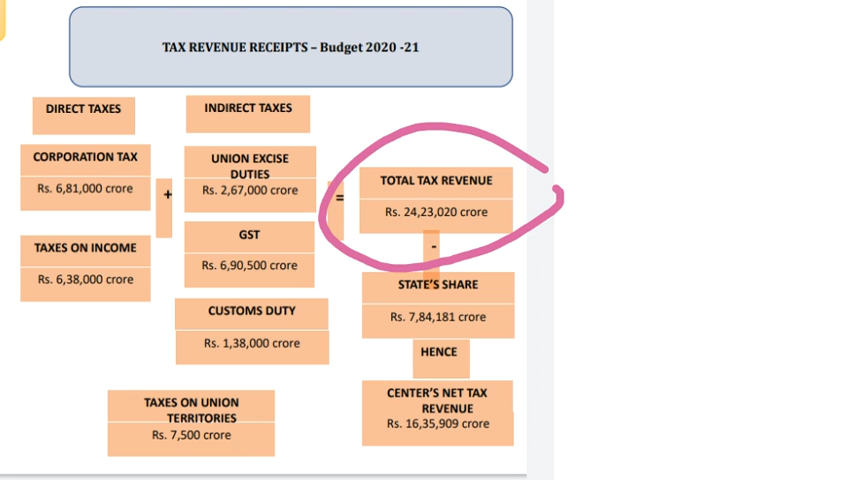 TAX REVENUE RECEIPTS – Budget 2020 -21
DIRECT TAXES
INDIRECT TAXES
CORPORATION TAX
Rs. 6,81,000 crore
+
UNION EXCISE
DUTIES
Rs. 2,67,000 crore
=
TOTAL TAX REVENUE
Rs. 24,23,020 crore
TAXES ON INCOME
Rs. 6,38,000 crore
GST
Rs. 6,90,500 crore
-
STATE'S SHARE
Rs. 7,84,181 crore
CUSTOMS DUTY
Rs. 1,38,000 crore
HENCE
TAXES ON UNION
TERRITORIES
Rs. 7,500 crore
CENTER'S NET TAX
REVENUE
Rs. 16,35,909 crore